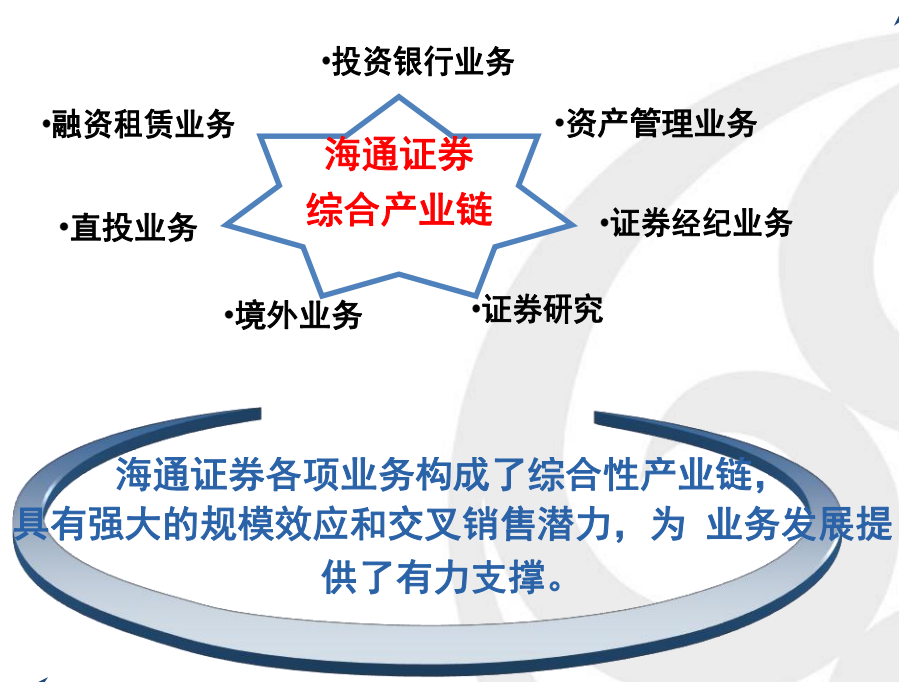 •投资银行业务
•融资租赁业务
•资产管理业务
海通证券
综合产业链
•直投业务
•证券经纪业务
•境外业务
•证券研究
海通证券各项业务构成了综合性产业链，
具有强大的规模效应和交叉销售潜力，为 业务发展提
供了有力支撑。